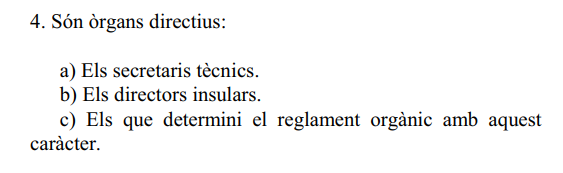 4. Són òrgans directius:
a) Els secretaris tècnics.
b) Els directors insulars.
c) Els que determini el reglament orgànic amb aquest
caràcter.